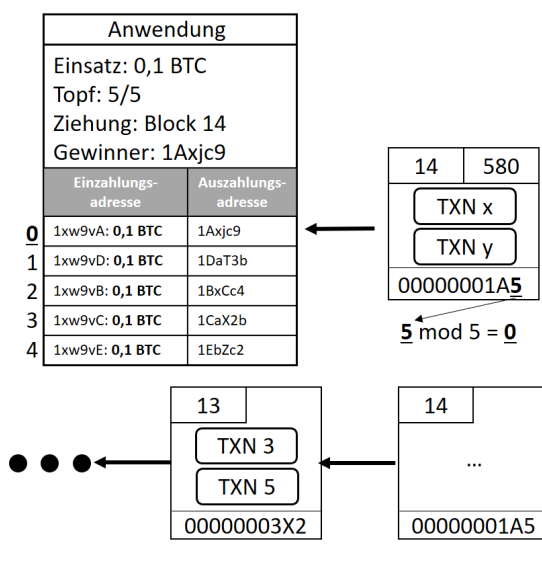 Anwendung
Einsatz: 0,1 BTC
Topf: 5/5
Ziehung: Block 14
Gewinner: 1Axjc9
Einzahlungs-
adresse
Auszahlungs-
adresse
0 1xw9vA: 0,1 BTC 1Axjc9
1 1xw9vD: 0,1 BTC 1DaT3b
2 1xw9vB: 0,1 BTC 1BxCc4
3 1xw9vC: 0,1 BTC 1CaX2b
4 1xw9vE: 0,1 BTC 1EbZc2
14 580
TXN x
TXN y
00000001A5
5 mod 5 = 0
13
TXN 3
TXN 5
00000003X2
14
...
00000001A5